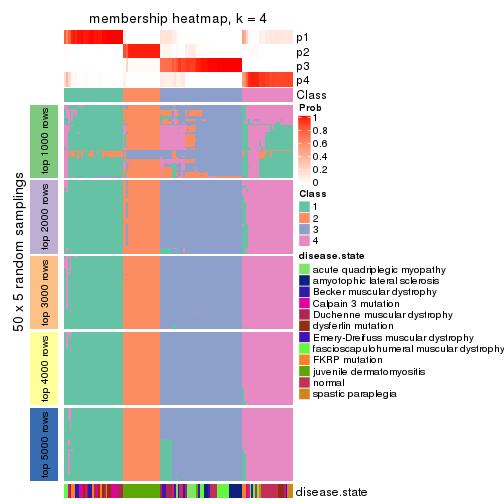 membership heatmap, k = 4
p1
p2
p3
p4
Class
50 x 5 random samplings
top 1000 rows
top 2000 rows
top 3000 rows
top 4000 rows
top 5000 rows
Prob
1
0.8
0.6
0.4
0.2
0
Class
1
2
3
4
disease.state
acute quadriplegic myopathy
amyotophic lateral sclerosis
Becker muscular dystrophy
Calpain 3 mutation
Duchenne muscular dystrophy
dysferlin mutation
Emery-Dreifuss muscular dystrophy
fascioscapulohumeral muscular dystrophy
FKRP mutation
juvenile dermatomyositis
normal
spastic paraplegia
disease.state